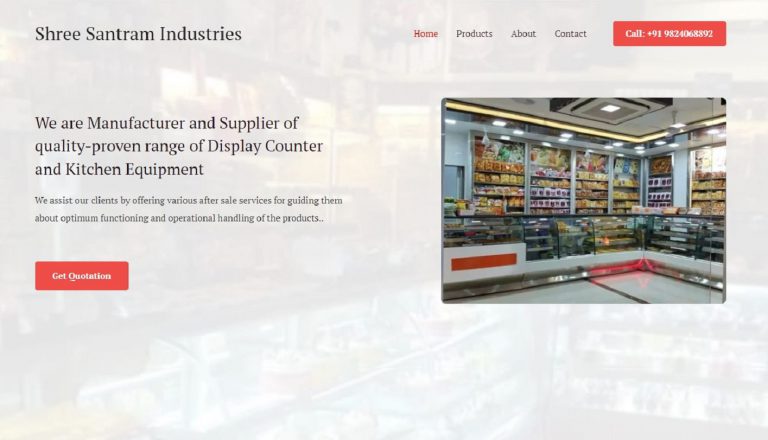 Shree Santram Industries
Home
Products
About
Contact
Call: +91 9824068892
We are Manufacturer and Supplier of
quality-proven range of Display Counter
and Kitchen Equipment
We assist our clients by offering various after sale services for guiding them
about optimum functioning and operational handling of the products..
Get Quotation